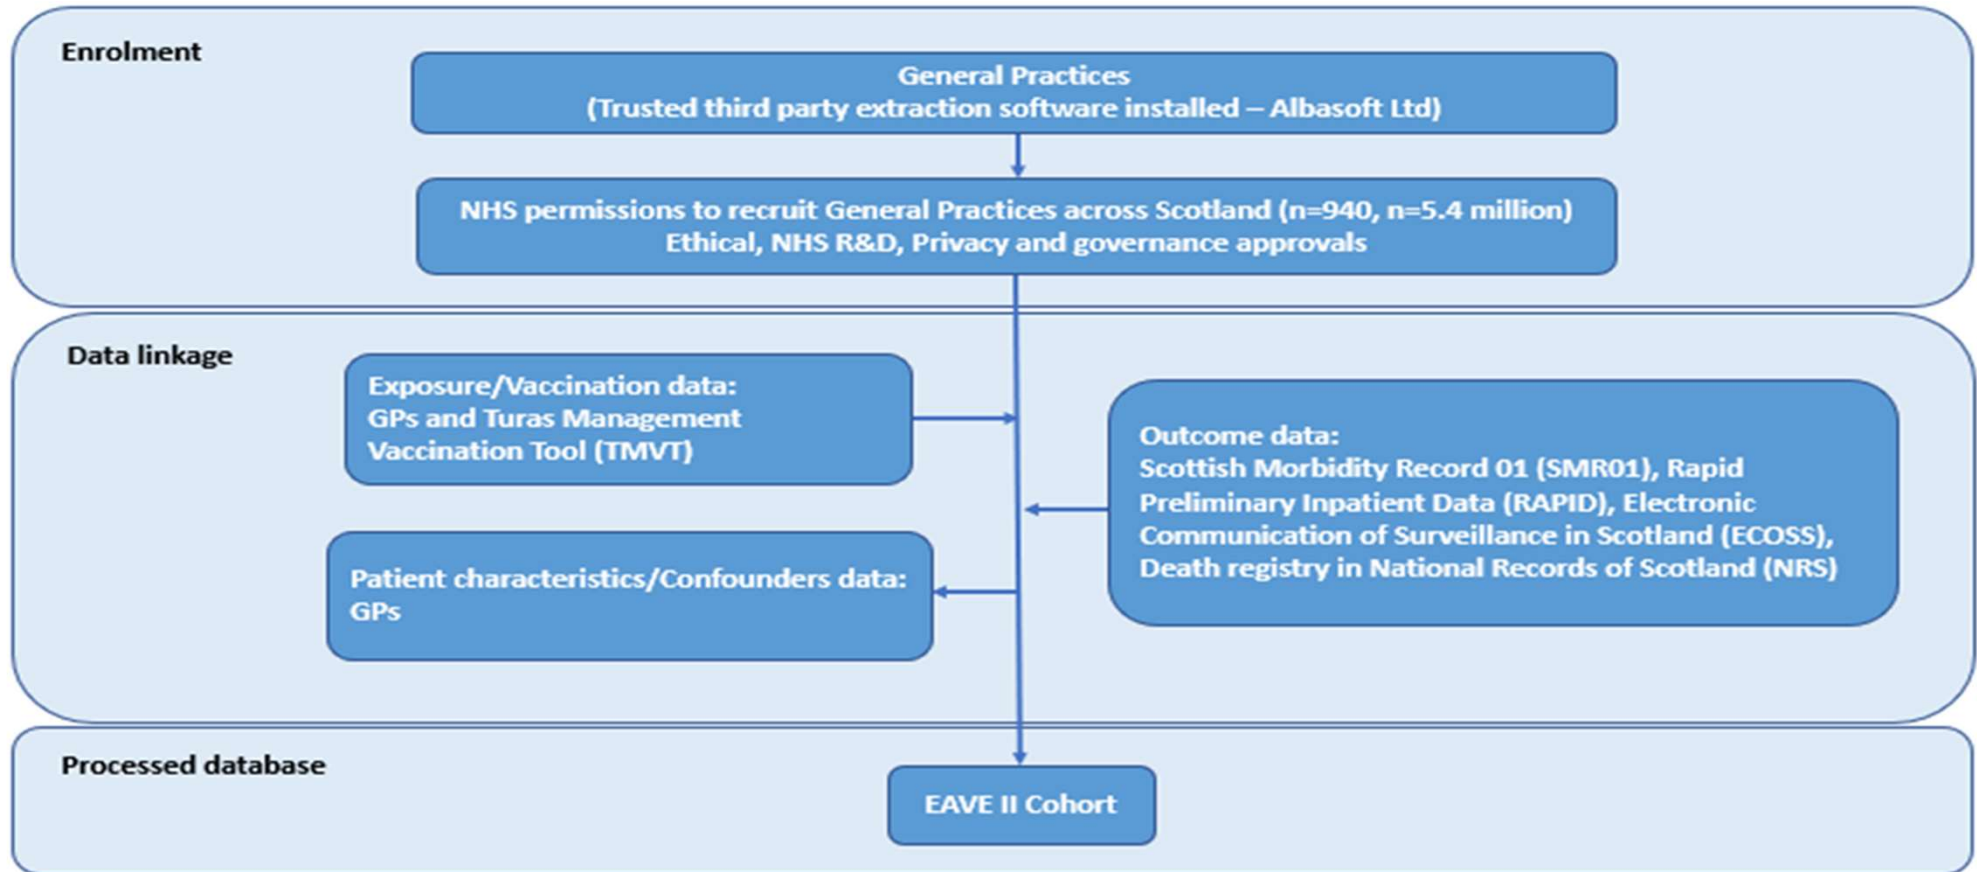 Enrolment
General Practices
(Trusted third party extraction software installed – Albasoft Ltd)
NHS permissions to recruit General Practices across Scotland (n=940, n=5.4 million)
Ethical, NHS R&D, Privacy and governance approvals
Data linkage
Exposure/Vaccination data:
GPs and Turas Management
Vaccination Tool (TMVT)
Outcome data:
Scottish Morbidity Record 01 (SMR01), Rapid
Preliminary Inpatient Data (RAPID), Electronic
Communication of Surveillance in Scotland (ECOSS),
Death registry in National Records of Scotland (NRS)
Patient characteristics/Confounders data:
GPs
Processed database
EAVE II Cohort